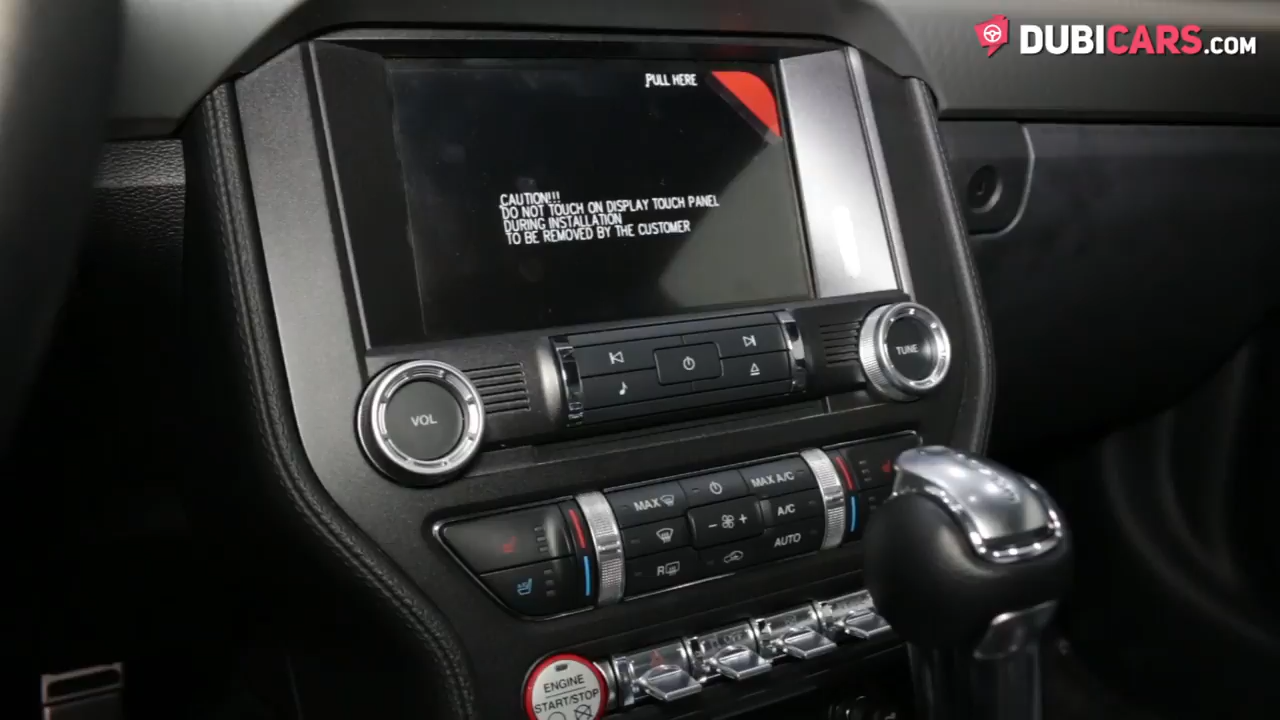 DUBICARS.COM
PULL HERE
CAUTION!!!
DO NOT TOUCH ON DISPLAY TOUCH PANEL
DURING INSTALLATION
TO BE REMOVED BY THE CUSTOMER
TUNE
VOL
MAX
MAX A/C
A/C
AUTO
R
ENGINE
START/STOP